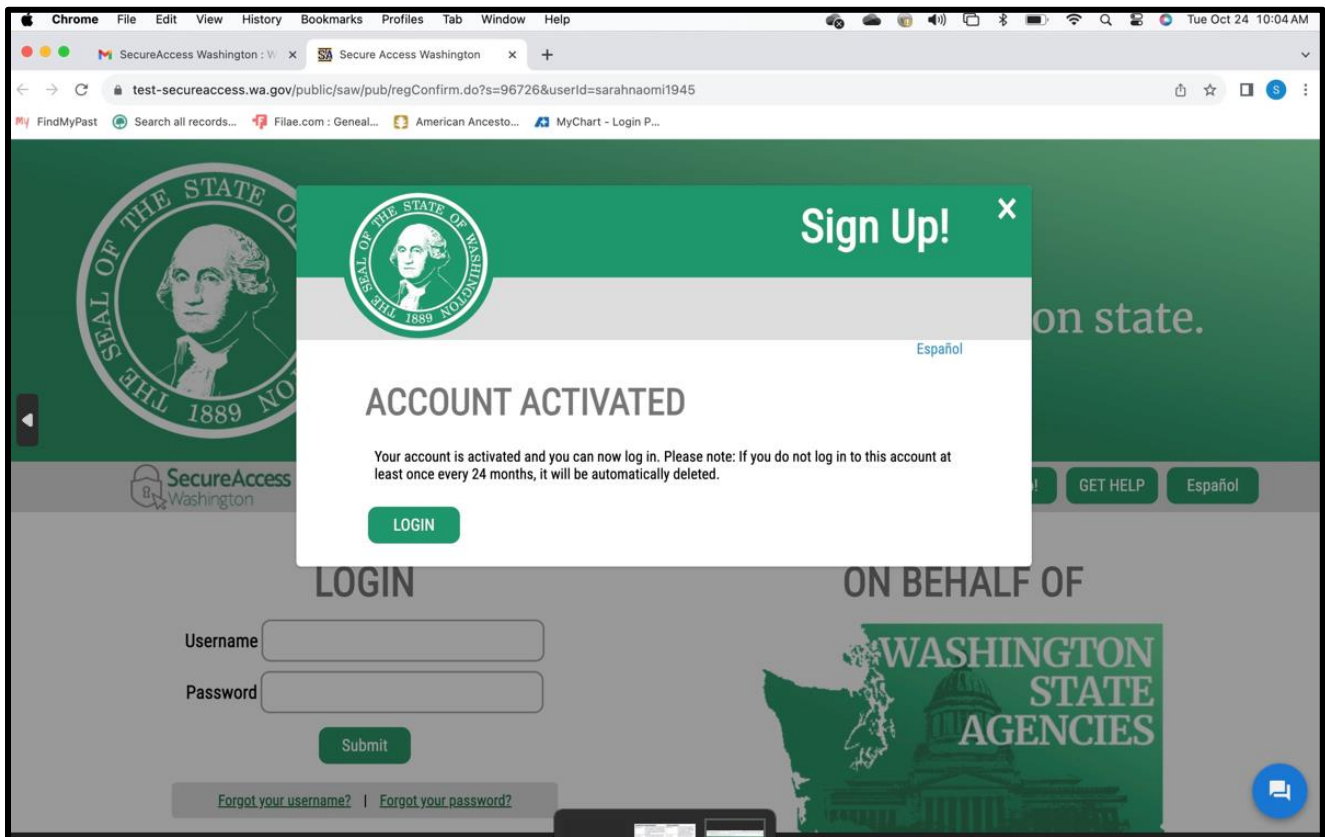 Chrome File Edit View History Bookmarks Profiles Tab Window Help Tue Oct 24 10:04 AM
SecureAccess Washington : W Secure Access Washington
test-secureaccess.wa.gov/public/saw/pub/regConfirm.do?s=96726&userId=sarahnaomi1945
S
My FindMyPast Search all records... Filae.com : Geneal... American Ancesto... MyChart - Login P...
THE SEAL OF THE STATE O
1889 NO
ON
THE SEAL OF THE STATE OF WASHINGTON
1889
Sign Up!
on state.
Español
ACCOUNT ACTIVATED
Your account is activated and you can now log in. Please note: If you do not log in to this account at
least once every 24 months, it will be automatically deleted.
LOGIN
SecureAccess
Washington
! GET HELP Español
LOGIN
ON BEHALF OF
Username
Password
Submit
Forgot your username? | Forgot your password?
WASHINGTON
STATE
AGENCIES